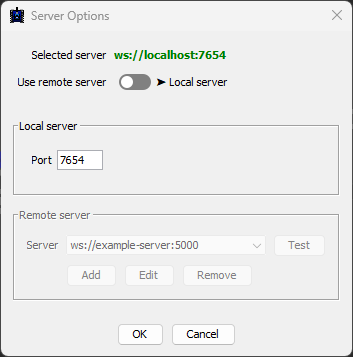 Server Options
Selected server ws://localhost:7654
Use remote server ➤ Local server
Local server
Port 7654
Remote server
Server ws://example-server:5000 Test
Add Edit Remove
OK Cancel